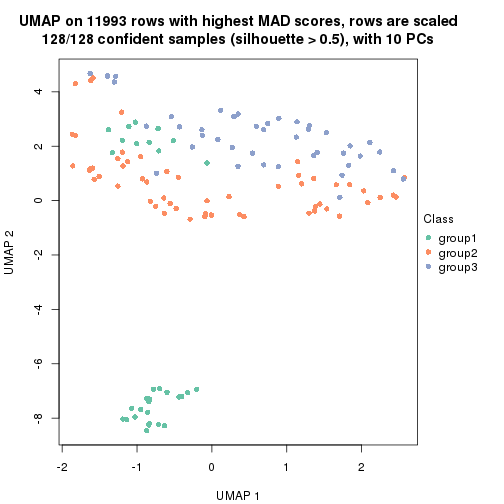 UMAP on 11993 rows with highest MAD scores, rows are scaled
128/128 confident samples (silhouette > 0.5), with 10 PCs
4
2
0
-2
-4
-6
-8
UMAP 2
-2
-1
0
1
2
UMAP 1
Class
group1
group2
group3